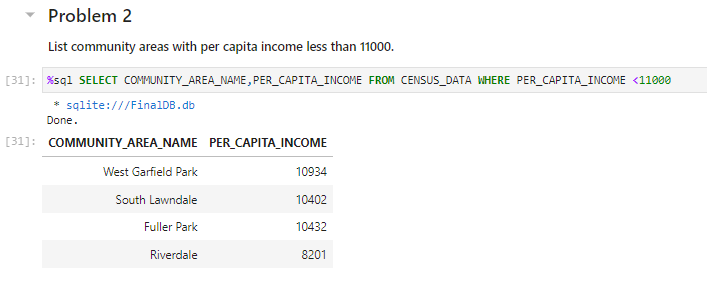 Problem 2
List community areas with per capita income less than 11000.
[31]: %sql SELECT COMMUNITY_AREA_NAME,PER_CAPITA_INCOME FROM CENSUS_DATA WHERE PER_CAPITA_INCOME <11000
* sqlite:///FinalDB.db
Done.
[31]: COMMUNITY_AREA_NAME PER_CAPITA_INCOME
West Garfield Park 10934
South Lawndale 10402
Fuller Park 10432
Riverdale 8201